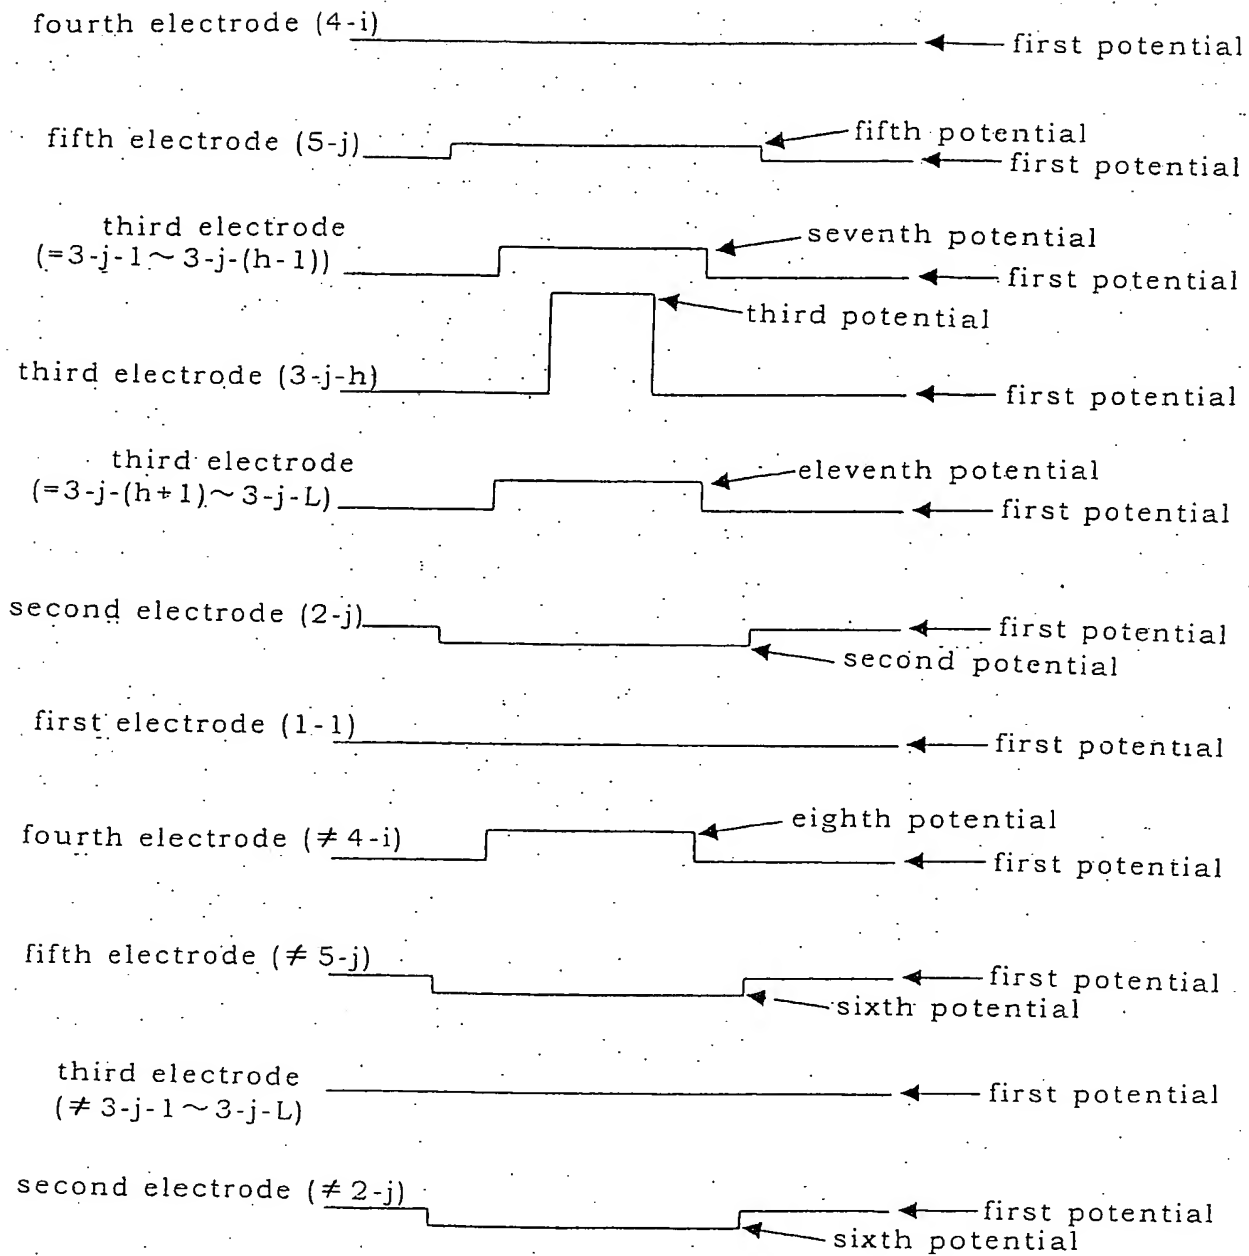 fourth electrode (4-i)
first potential
fifth electrode (5-j)
fifth potential
first potential
third electrode
(=3-j-1~3-j-(h-1))
seventh potential
first potential
third potential
third electrode (3-j-h)
first potential
third electrode
(=3-j-(h+1)~3-j-L)
eleventh potential
first potential
second electrode (2-j)
first potential
second potential
first electrode (1-1)
first potential
fourth electrode (≠4-i)
eighth potential
first potential
fifth electrode (≠5-j)
first potential
sixth potential
third electrode
(≠3-j-1~3-j-L)
first potential
second electrode (≠2-j)
first potential
sixth potential